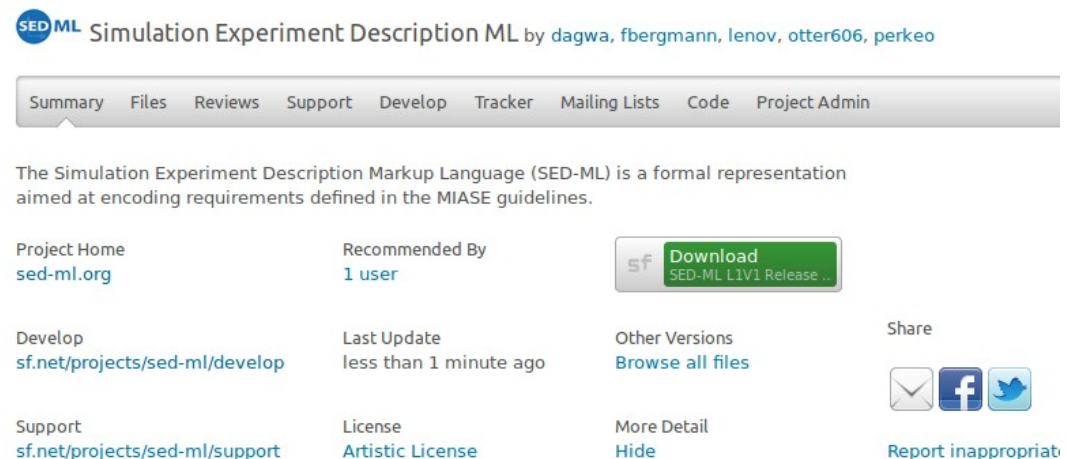 SED ML Simulation Experiment Description ML by dagwa, fbergmann, lenov, otter606, perkeo
Summary Files Reviews Support Develop Tracker Mailing Lists Code Project Admin
The Simulation Experiment Description Markup Language (SED-ML) is a formal representation
aimed at encoding requirements defined in the MIASE guidelines.
Project Home
sed-ml.org
Recommended By
1 user
sf Download
SED-ML L1V1 Release ..
Develop
sf.net/projects/sed-ml/develop
Last Update
less than 1 minute ago
Other Versions
Browse all files
Share
Support
sf.net/projects/sed-ml/support
License
Artistic License
More Detail
Hide
Report inappropriat